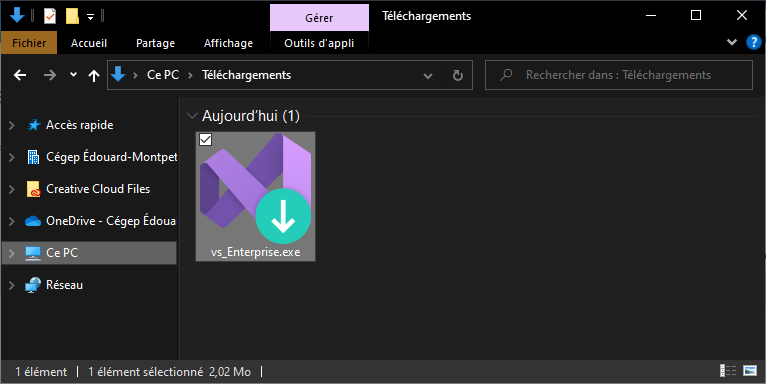 Gérer
Téléchargements
Fichier
Accueil
Partage
Affichage
Outils d'appli
Ce PC
Téléchargements
Rechercher dans : Téléchargements
Accès rapide
Cégep Édouard-Montpet
Creative Cloud Files
OneDrive - Cégep Édoua
Ce PC
Réseau
Aujourd'hui (1)
vs_Enterprise.exe
1 élément
1 élément sélectionné 2,02 Mo